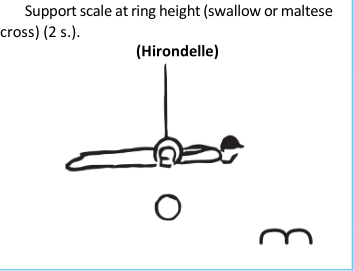 Support scale at ring height (swallow or maltese
cross) (2 s.).
(Hirondelle)